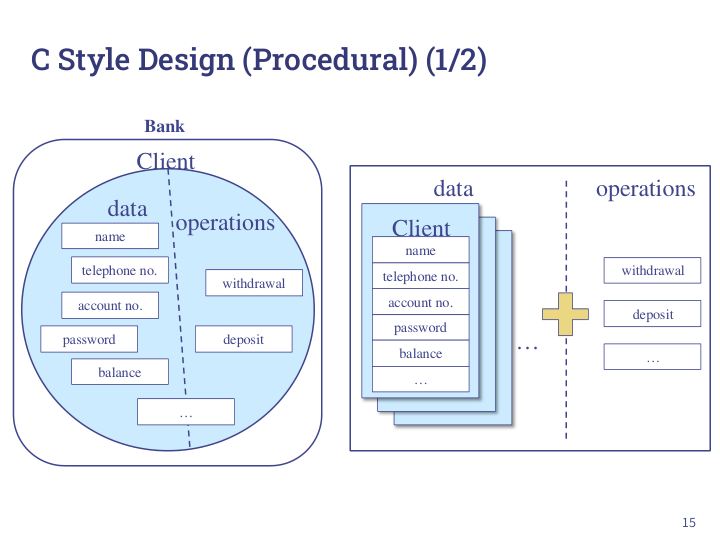 C Style Design (Procedural) (1/2)
Bank
Client
data
operations
name
telephone no.
withdrawal
account no.
password
deposit
balance
…
data
operations
Client
name
telephone no.
account no.
password
balance
…
…
withdrawal
deposit
…
15